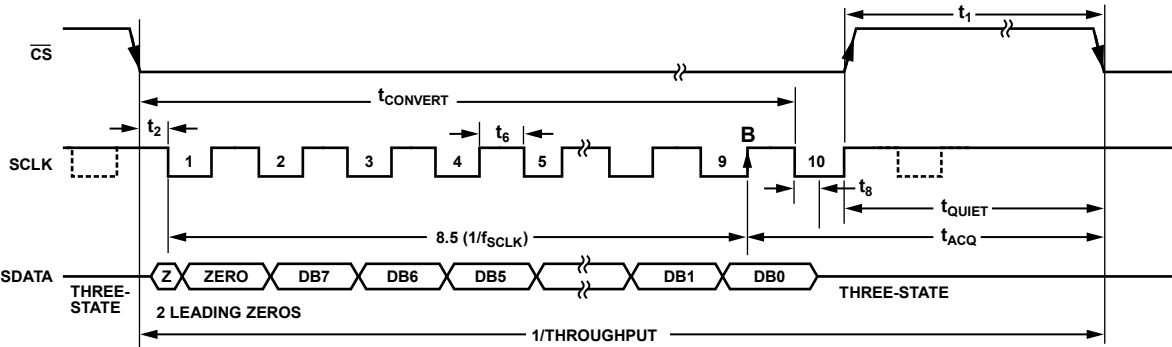 t1
CS
tCONVERT
t2
t6
B
SCLK
1
2
3
4
5
9
10
t8
tQUIET
8.5 (1/fSCLK)
tACQ
SDATA
Z
ZERO
DB7
DB6
DB5
DB1
DB0
THREE-
STATE
THREE-STATE
2 LEADING ZEROS
1/THROUGHPUT